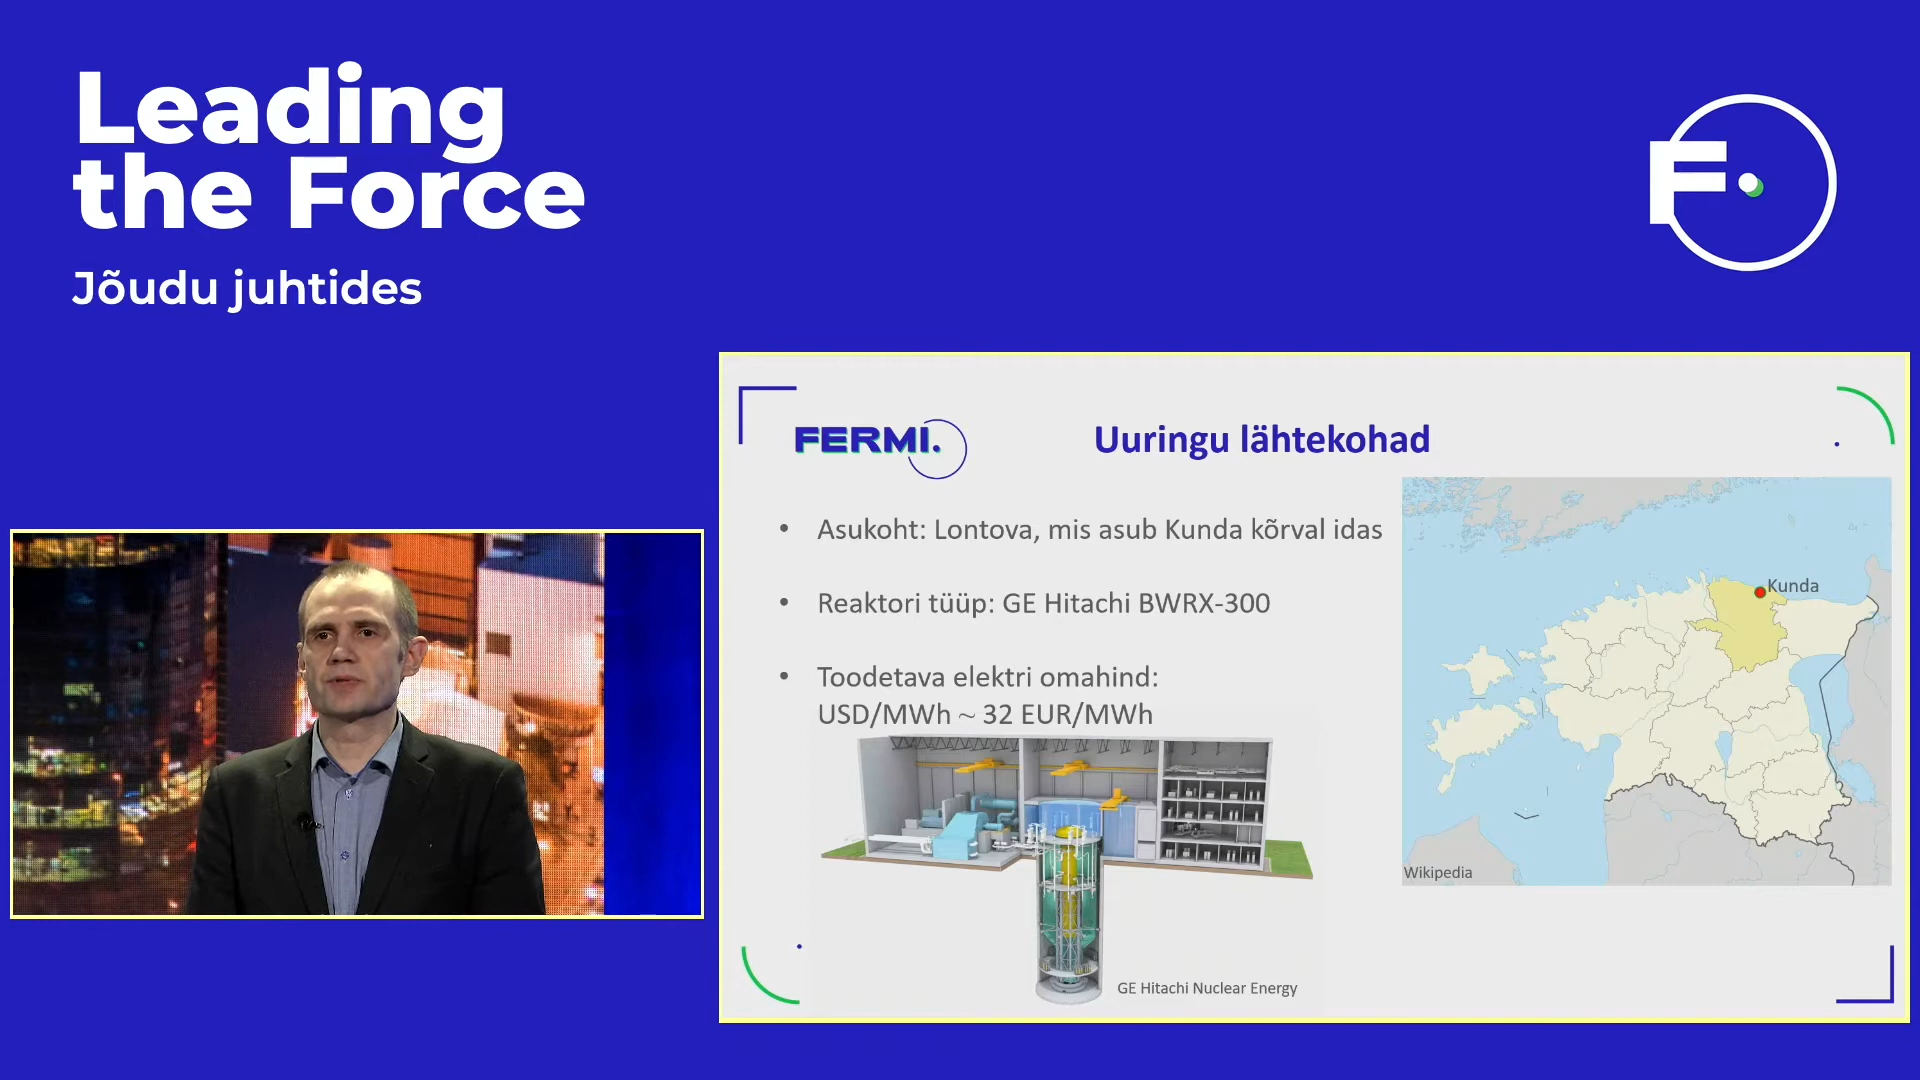 Leading
the Force
Jõudu juhtides
F
FERMI.
Uuringu lähtekohad
• Asukoht: Lontova, mis asub Kunda kõrval idas
• Reaktori tüüp: GE Hitachi BWRX-300
• Toodetava elektri omahind:
USD/MWh ~ 32 EUR/MWh
Kunda
Wikipedia
GE Hitachi Nuclear Energy